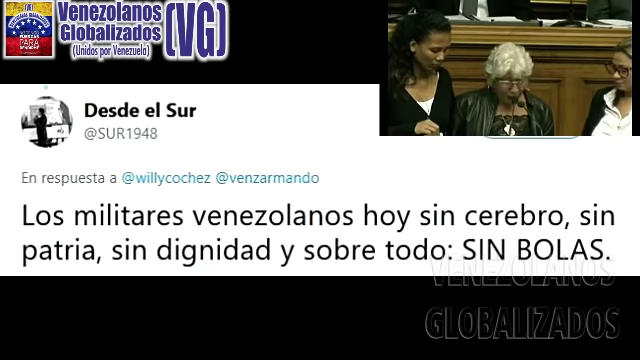 (VG)
Venezolanos
Globalizados
(Unidos por Venezuela)
(VG)
Desde el Sur
@SUR1948
En respuesta a @willycochez @venzarmando
Los militares venezolanos hoy sin cerebro, sin
patria, sin dignidad y sobre todo: SIN BOLAS.
VENEZOLANOS
GLOBALIZADOS